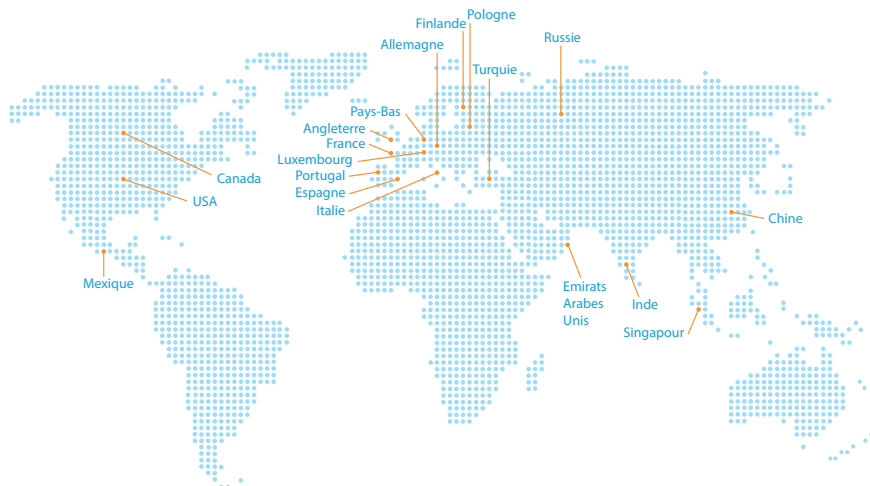 Pologne
Finlande
Russie
Allemagne
Turquie
Pays-Bas
Angleterre
France
Luxembourg
Portugal
Canada
Espagne
USA
Italie
Chine
Mexique
Emirats
Arabes
Unis
Inde
Singapour